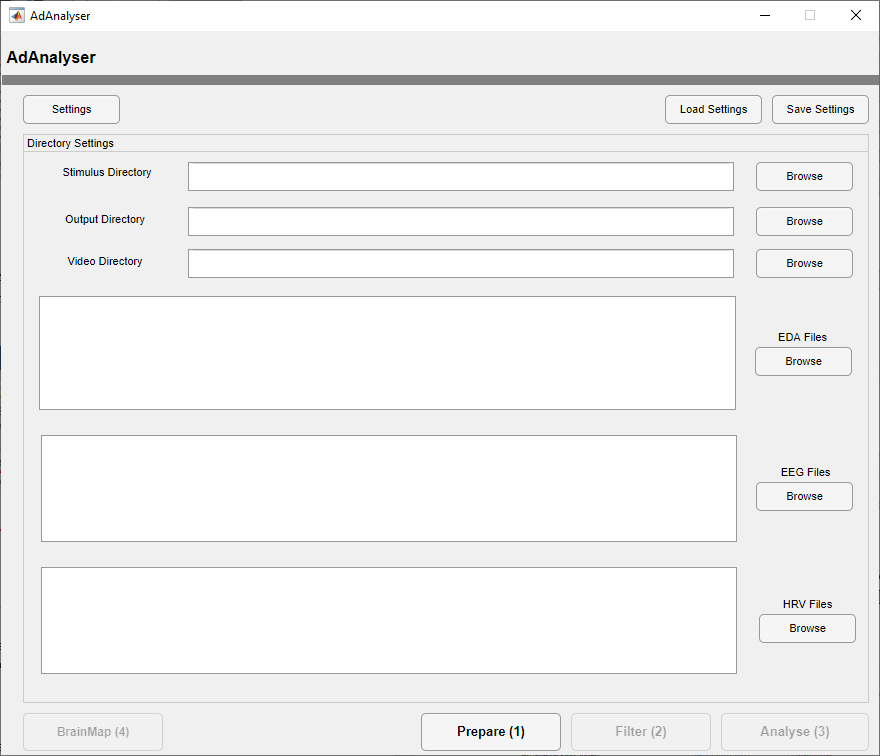 AdAnalyser
AdAnalyser
Settings
Load Settings
Save Settings
Directory Settings
Stimulus Directory
Browse
Output Directory
Browse
Video Directory
Browse
EDA Files
Browse
EEG Files
Browse
HRV Files
Browse
BrainMap (4)
Prepare (1)
Filter (2)
Analyse (3)